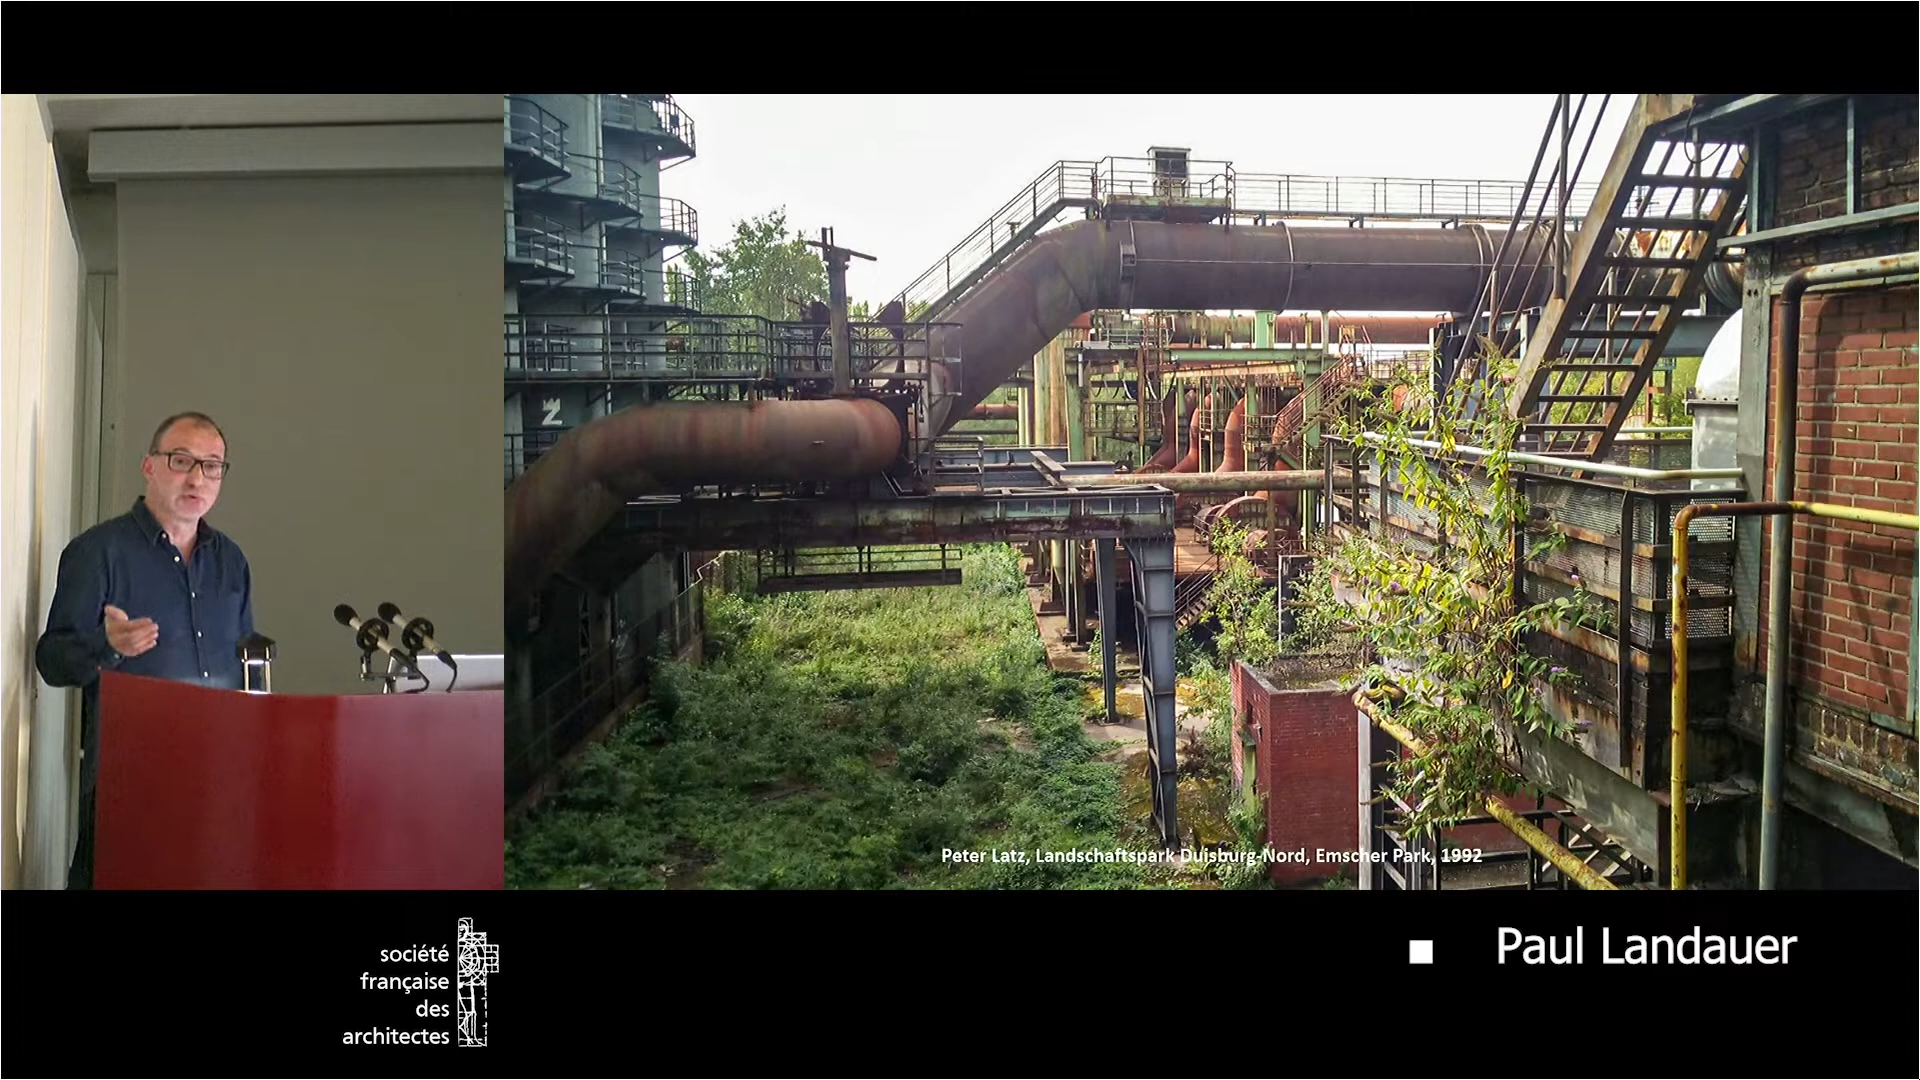 Z
Peter Latz, Landschaftspark Duisburg-Nord, Emscher Park, 1992
société
française
des
architectes
Paul Landauer